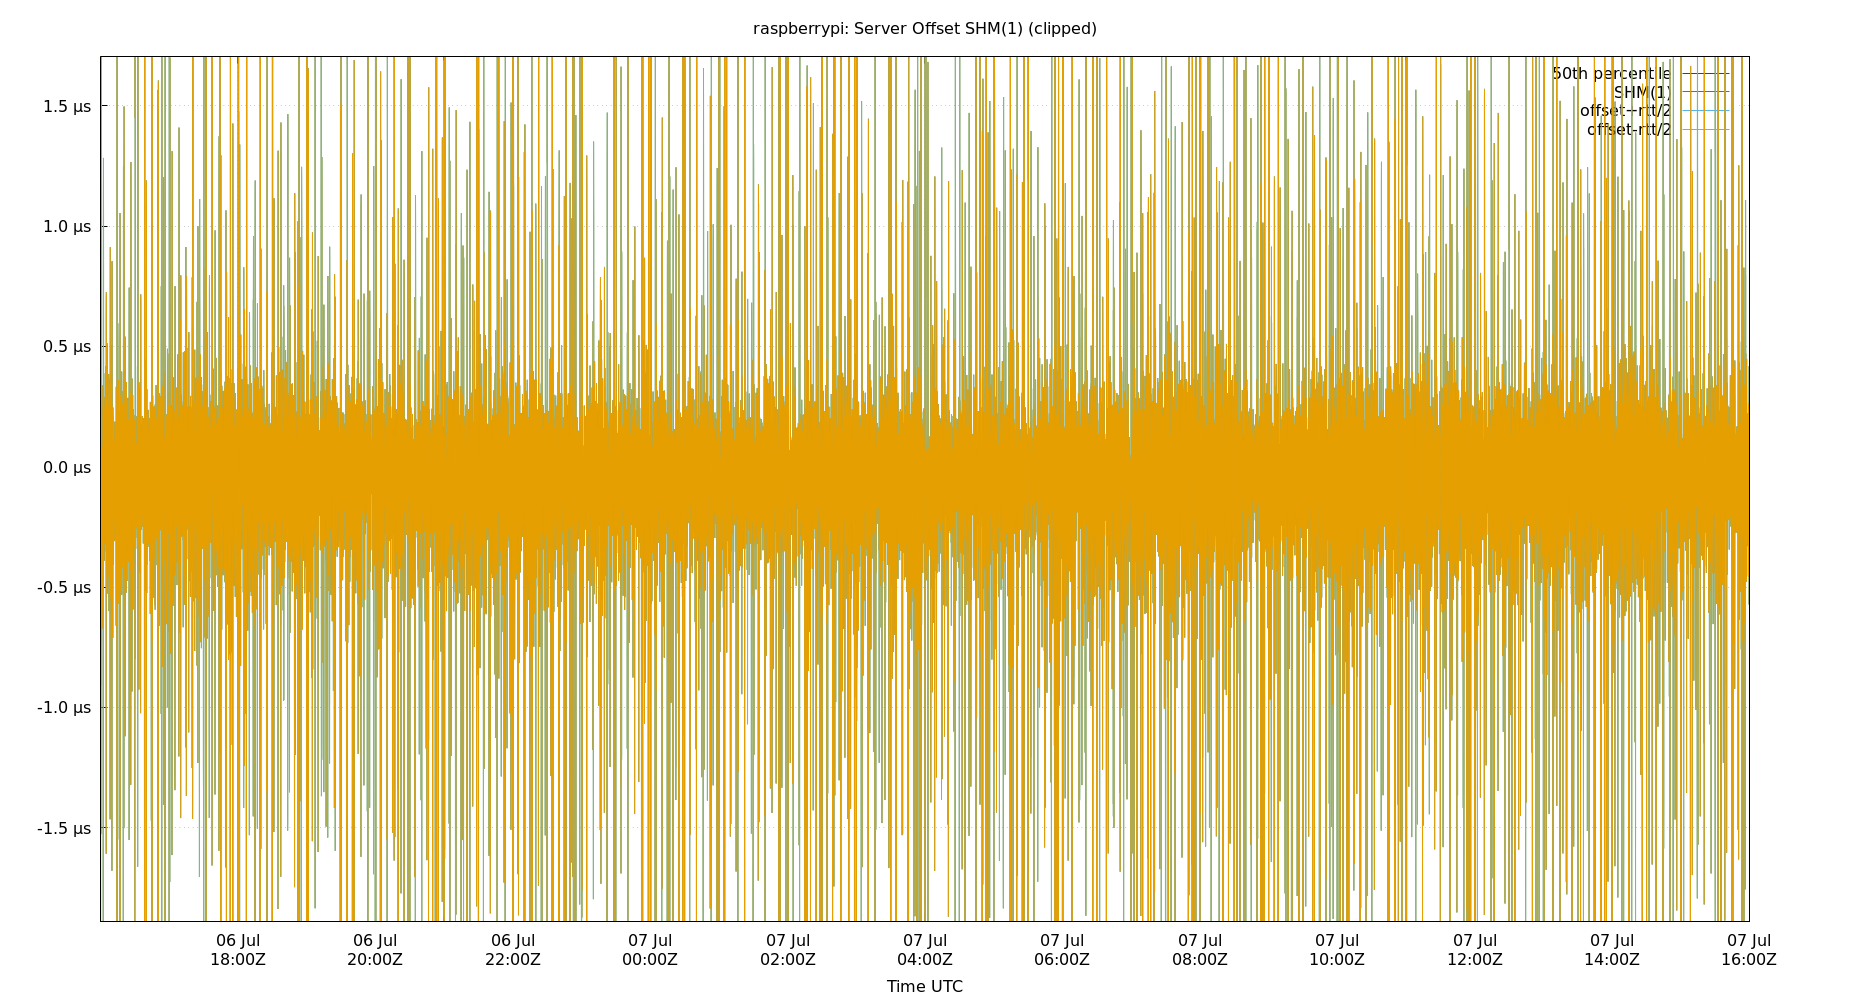 raspberrypi: Server Offset SHM(1) (clipped)
50th percentile
SHM(1)
offset+rtt/2
offset-rtt/2
1.5 µs
1.0 µs
0.5 µs
0.0 µs
-0.5 µs
-1.0 µs
-1.5 µs
06 Jul 06 Jul 06 Jul 07 Jul 07 Jul 07 Jul 07 Jul 07 Jul 07 Jul 07 Jul 07 Jul 07 Jul
18:00Z 20:00Z 22:00Z 00:00Z 02:00Z 04:00Z 06:00Z 08:00Z 10:00Z 12:00Z 14:00Z 16:00Z
Time UTC